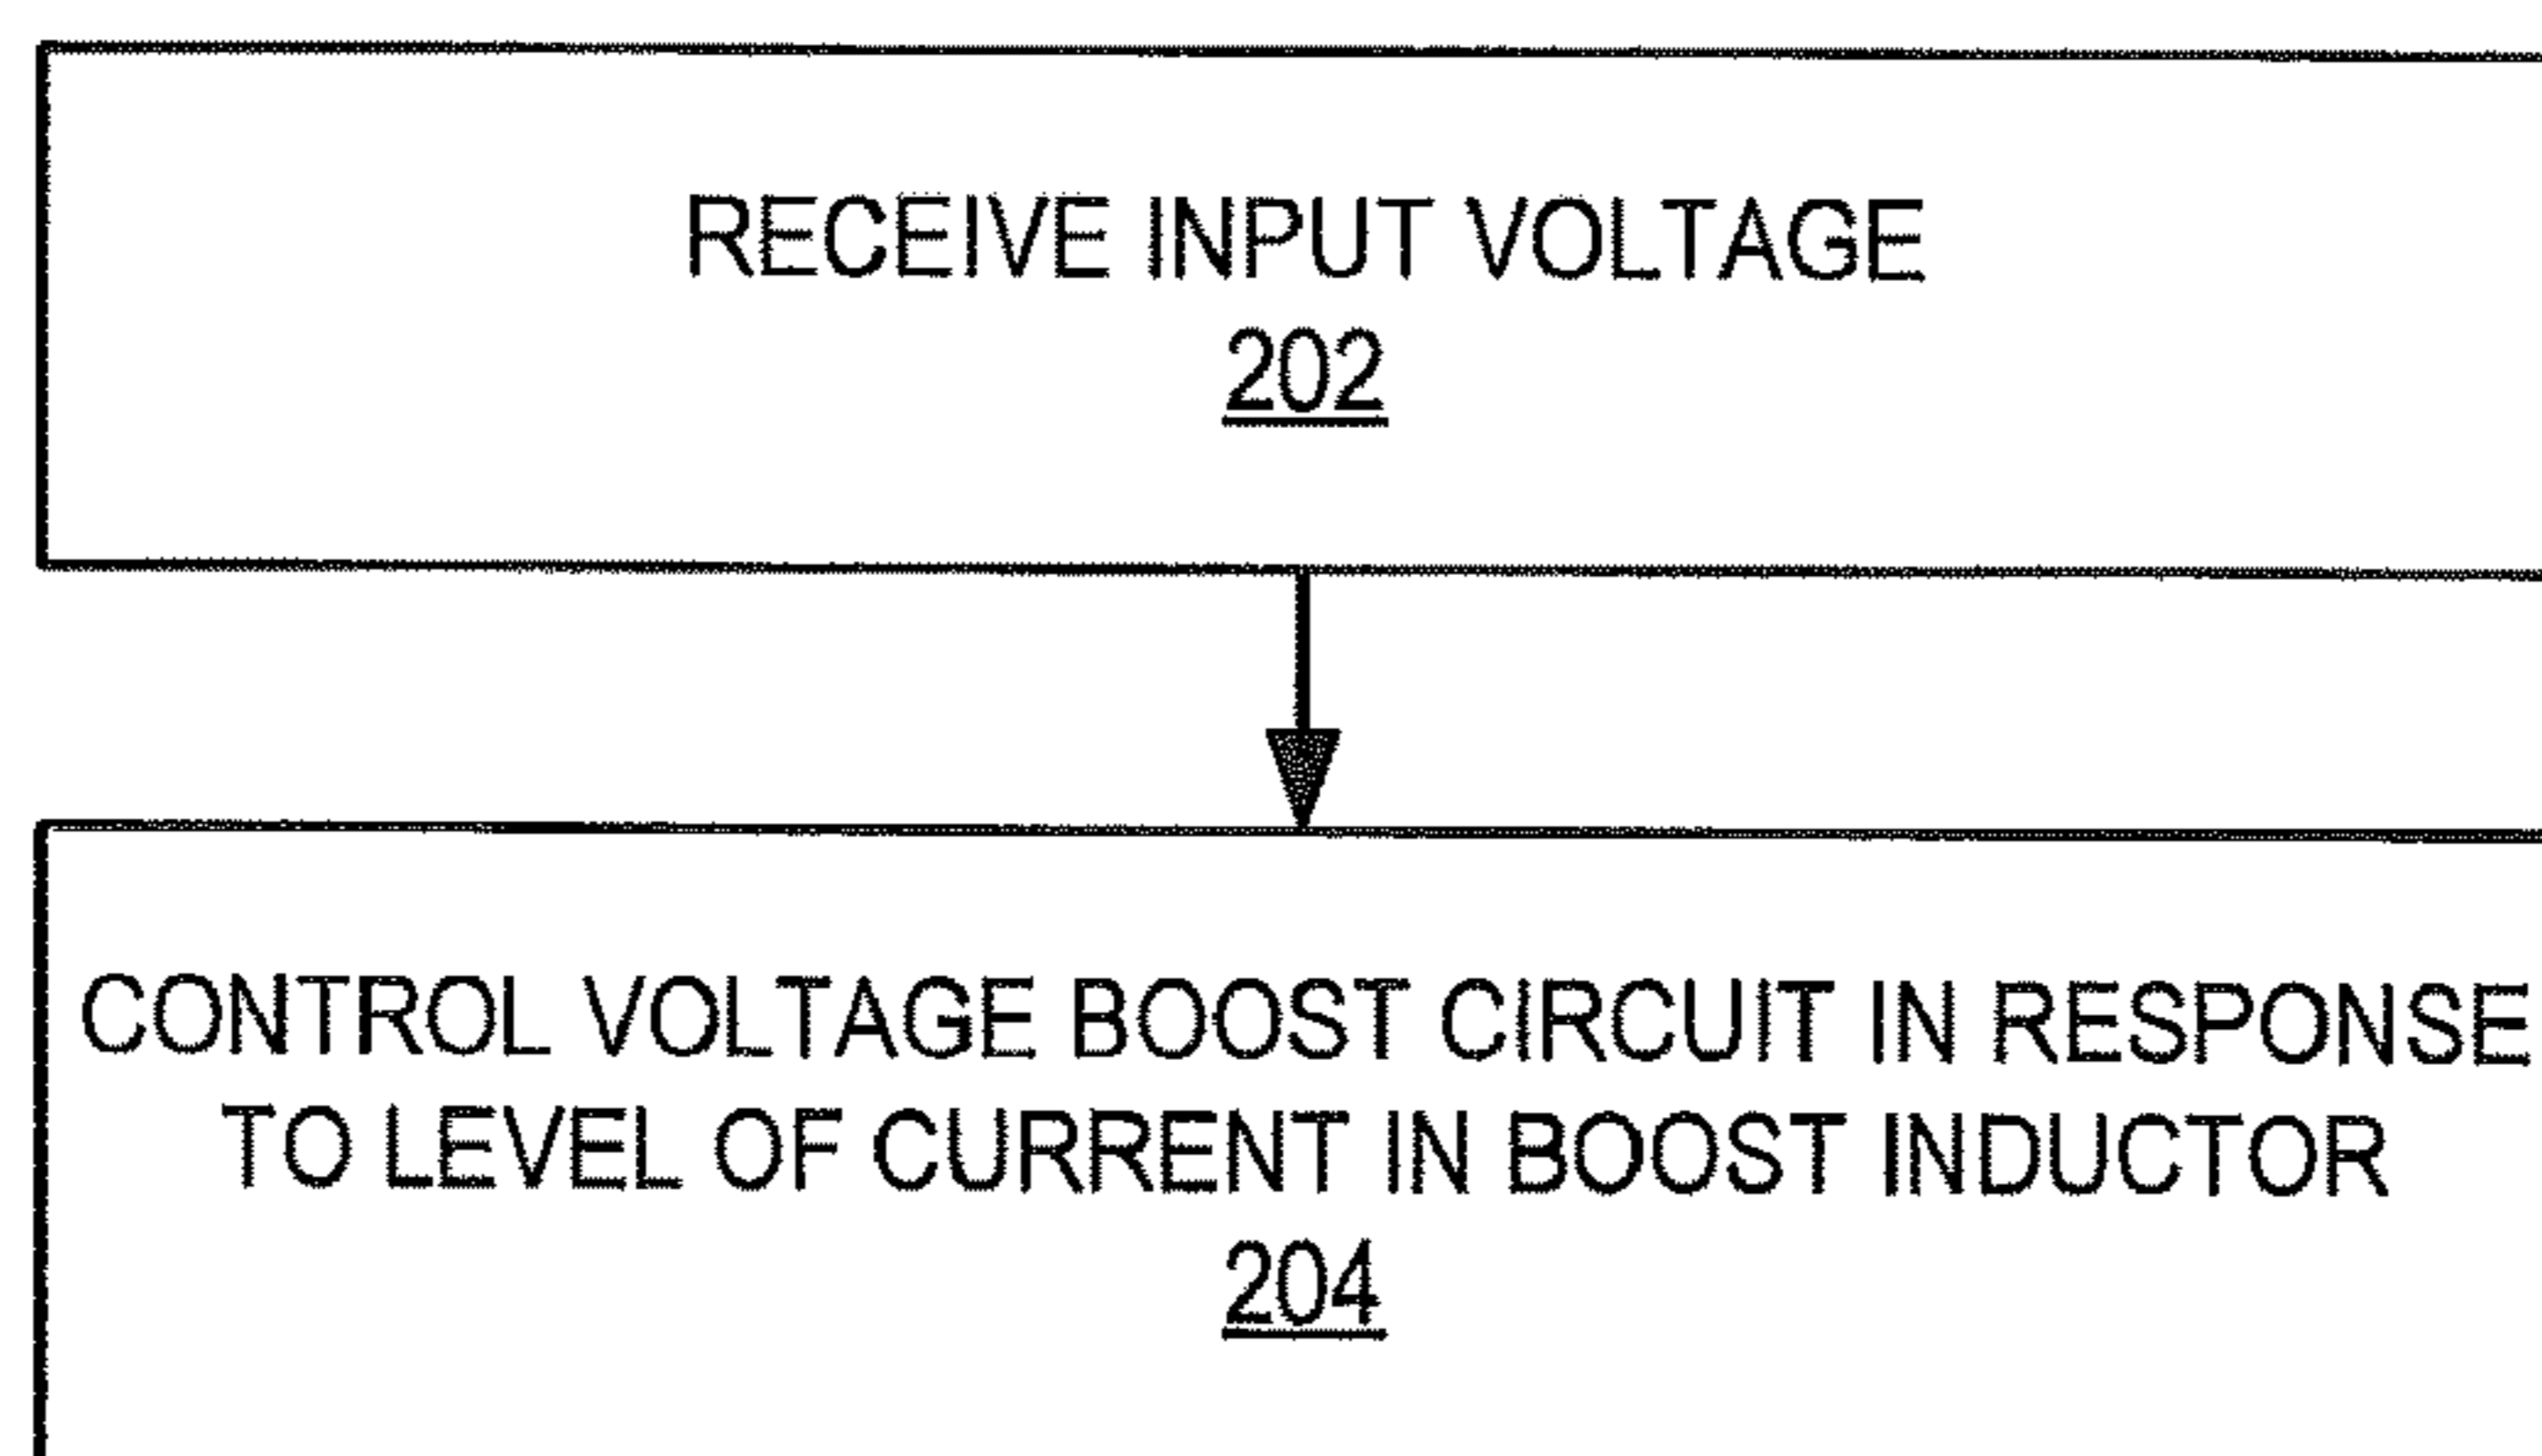 RECEIVE INPUT VOLTAGE
202
CONTROL VOLTAGE BOOST CIRCUIT IN RESPONSE
TO LEVEL OF CURRENT IN BOOST INDUCTOR
204